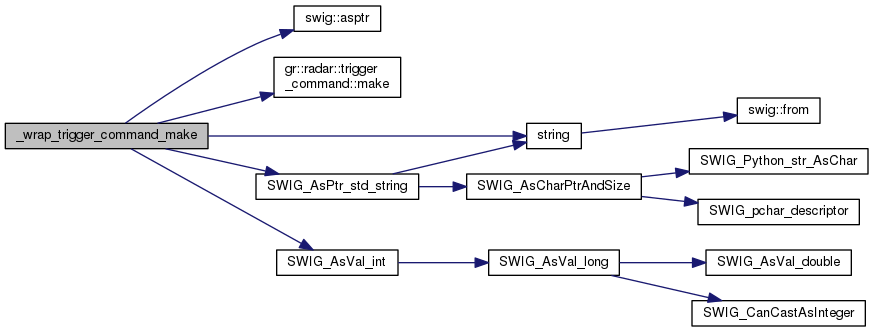 swig::asptr
gr::radar::trigger
_command::make
_wrap_trigger_command_make
string
swig::from
SWIG_AsPtr_std_string
SWIG_AsCharPtrAndSize
SWIG_Python_str_AsChar
SWIG_pchar_descriptor
SWIG_AsVal_int
SWIG_AsVal_long
SWIG_AsVal_double
SWIG_CanCastAsInteger